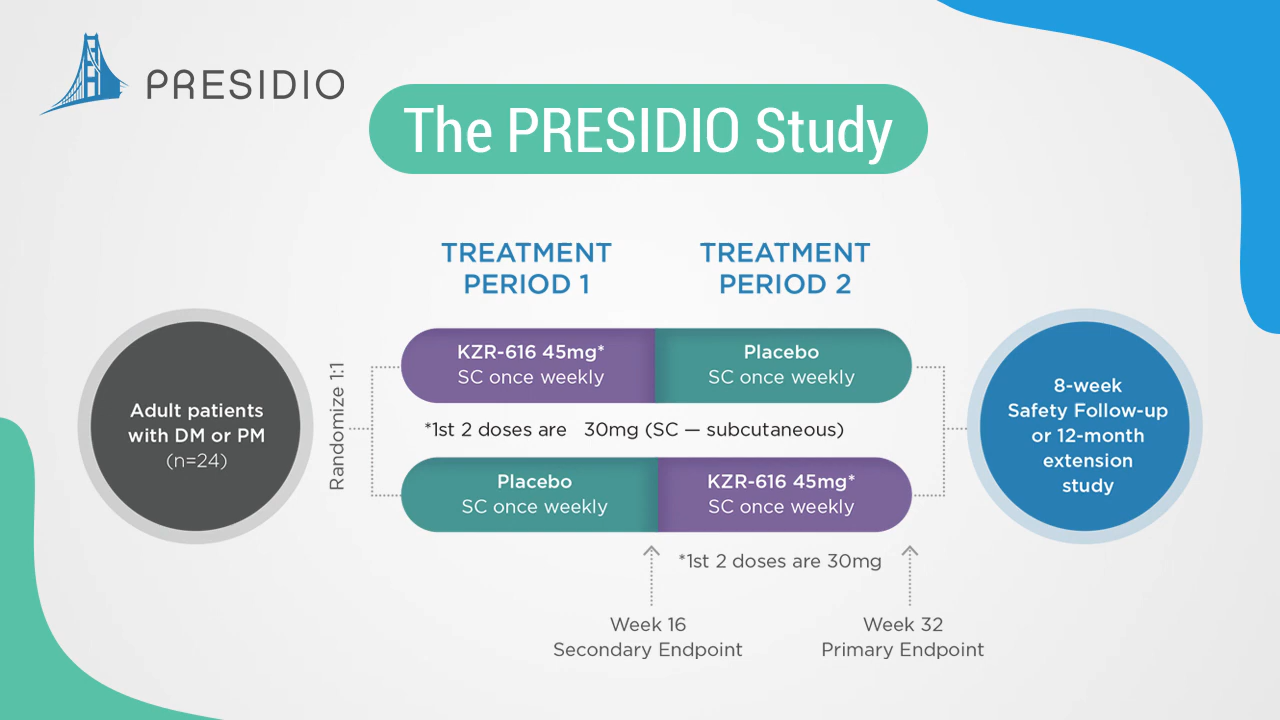 PRESIDIO
The PRESIDIO Study
TREATMENT
PERIOD 1
TREATMENT
PERIOD 2
Adult patients
with DM or PM
(n=24)
Randomize 1:1
KZR-616 45mg*
SC once weekly
Placebo
SC once weekly
*1st 2 doses are 30mg (SC — subcutaneous)
Placebo
SC once weekly
KZR-616 45mg*
SC once weekly
*1st 2 doses are 30mg
Week 16
Secondary Endpoint
Week 32
Primary Endpoint
8-week
Safety Follow-up
or 12-month
extension
study